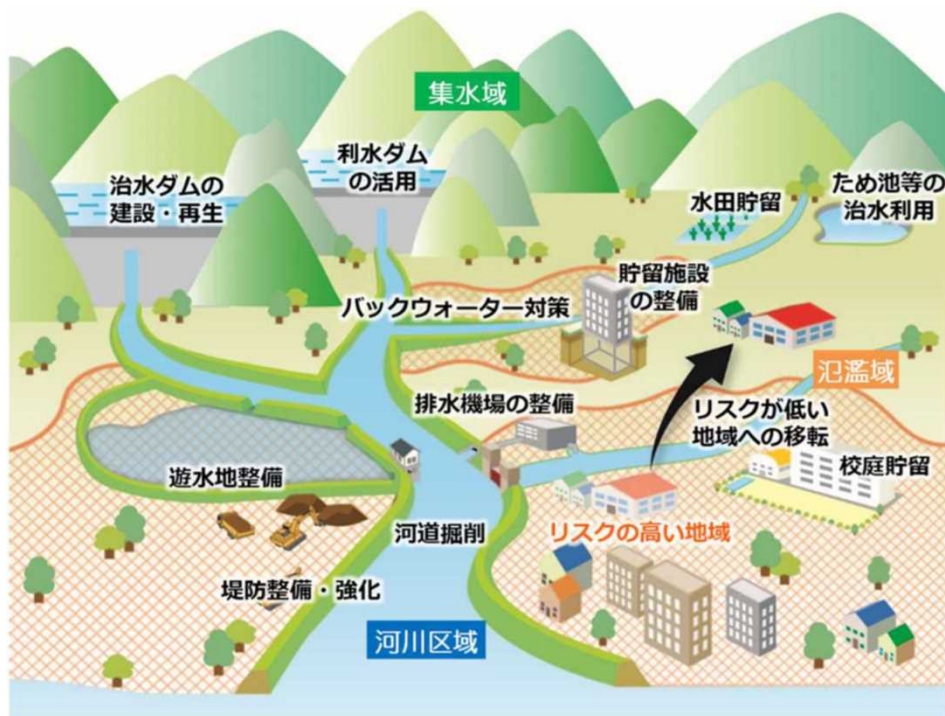 集水域
利水ダム
の活用
治水ダムの
建設・再生
水田貯留
ため池等の
治水利用
貯留施設
の整備
バックウォーター対策
氾濫域
排水機場の整備
リスクが低い
地域への移転
校庭貯留
遊水地整備
河道掘削
リスクの高い地域
堤防整備・強化
河川区域